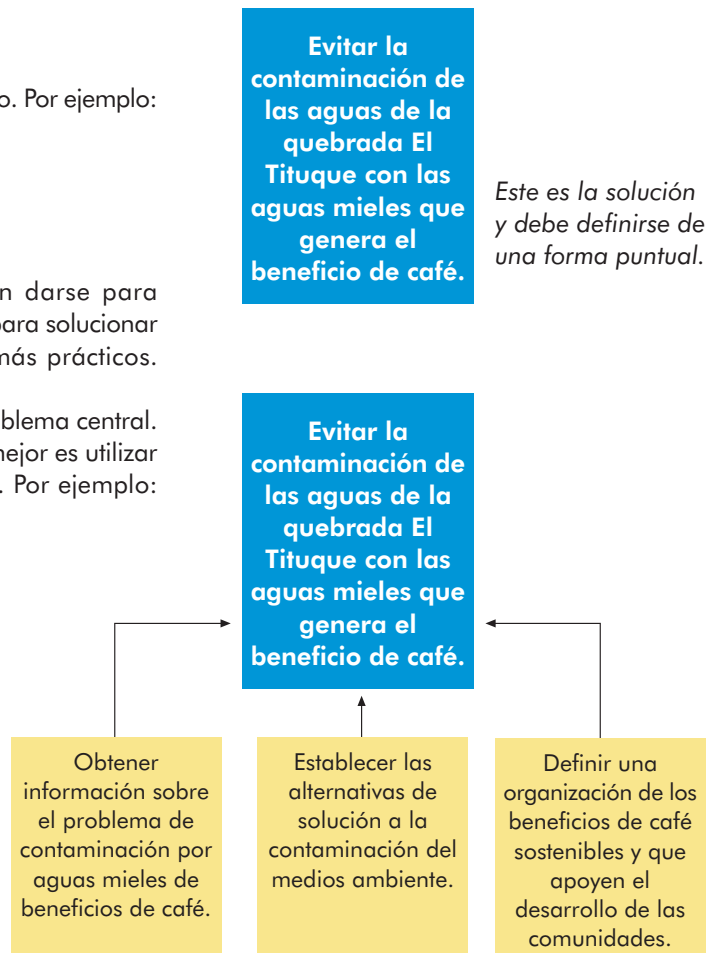 Evitar la
contaminación de
las aguas de la
quebrada El
Tituque con las
aguas mieles que
genera el
beneficio de café.
o. Por ejemplo:
Este es la solución
y debe definirse de
una forma puntual.
n darse para
para solucionar
más prácticos.
blema central.
nejor es utilizar
. Por ejemplo:
Evitar la
contaminación de
las aguas de la
quebrada El
Tituque con las
aguas mieles que
genera el
beneficio de café.
Obtener
información sobre
el problema de
contaminación por
aguas mieles de
beneficios de café.
Establecer las
alternativas de
solución a la
contaminación del
medios ambiente.
Definir una
organización de los
beneficios de café
sostenibles y que
apoyen el
desarrollo de las
comunidades.